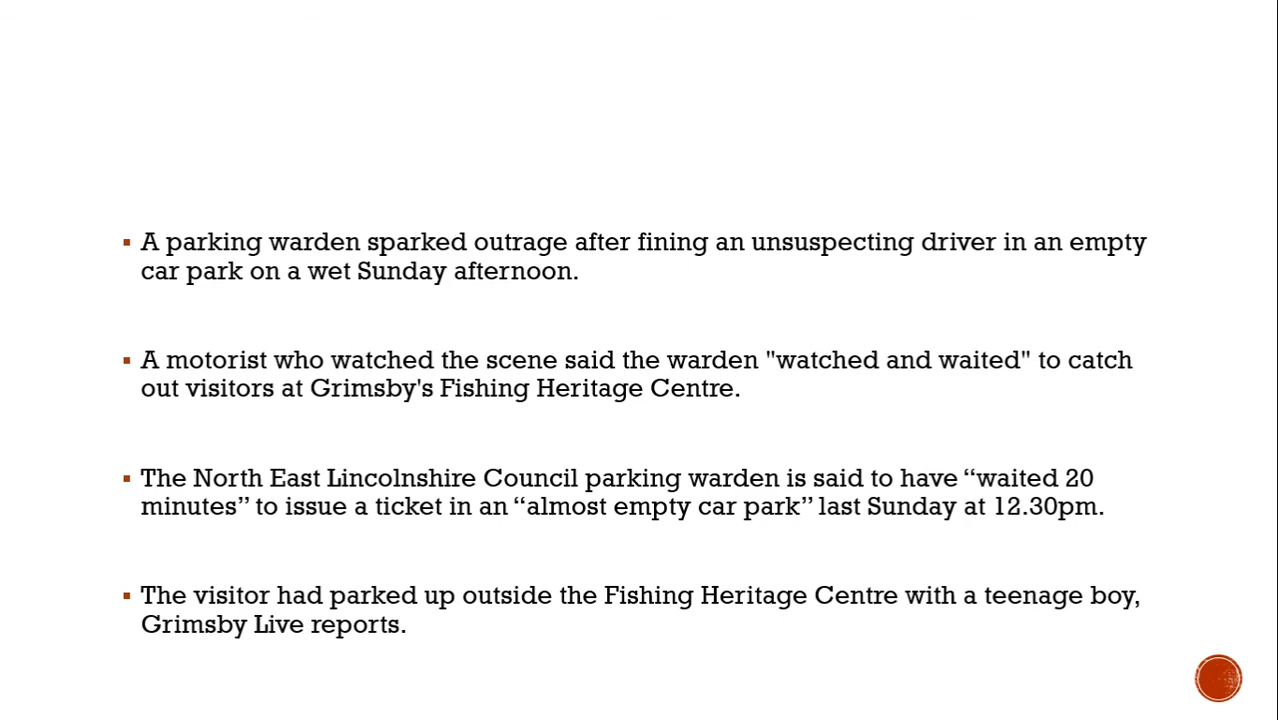 ▪ A parking warden sparked outrage after fining an unsuspecting driver in an empty
car park on a wet Sunday afternoon.
▪ A motorist who watched the scene said the warden "watched and waited" to catch
out visitors at Grimsby's Fishing Heritage Centre.
▪ The North East Lincolnshire Council parking warden is said to have “waited 20
minutes” to issue a ticket in an “almost empty car park” last Sunday at 12.30pm.
▪ The visitor had parked up outside the Fishing Heritage Centre with a teenage boy,
Grimsby Live reports.